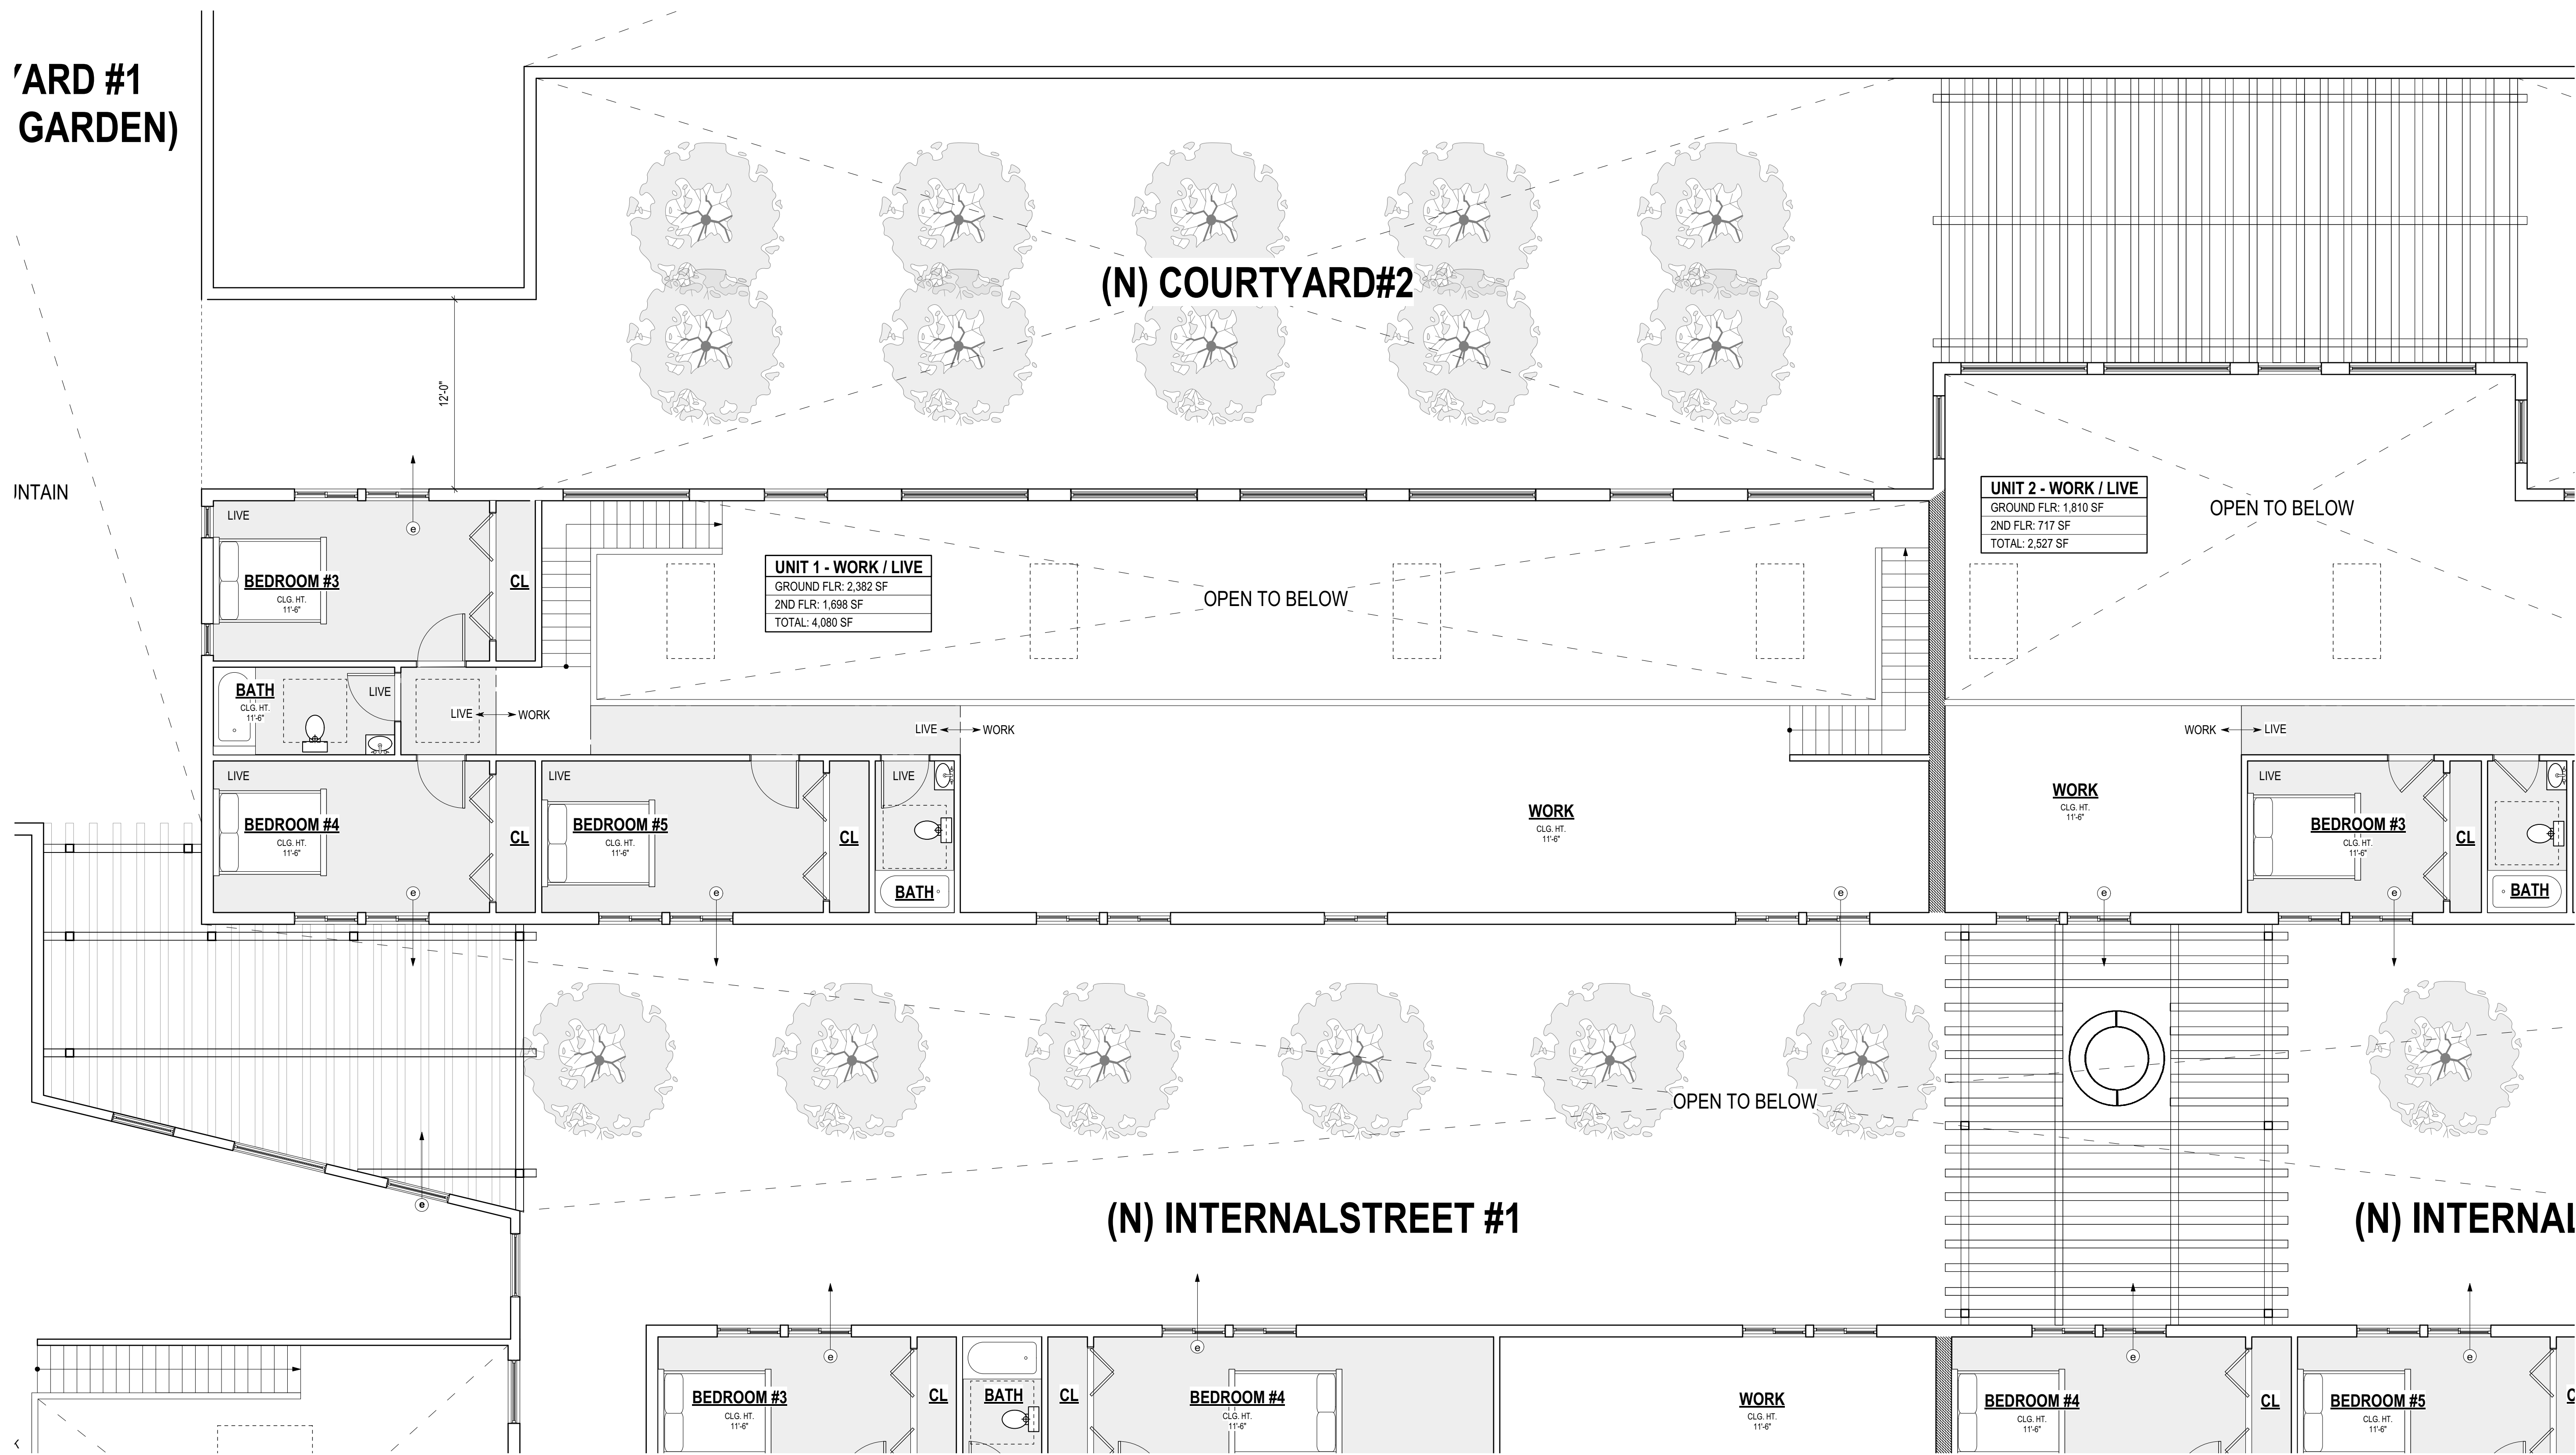 'ARD #1
GARDEN)
(N) COURTYARD#2
12'-0"
UNTAIN
LIVE
BEDROOM #3
CLG. HT.
11'-6"
CL
UNIT 1 - WORK / LIVE
GROUND FLR: 2,382 SF
2ND FLR: 1,698 SF
TOTAL: 4,080 SF
OPEN TO BELOW
UNIT 2 - WORK / LIVE
GROUND FLR: 1,810 SF
2ND FLR: 717 SF
TOTAL: 2,527 SF
OPEN TO BELOW
e
BATH
CLG. HT.
11'-6"
LIVE
LIVE WORK
LIVE WORK
WORK LIVE
LIVE
BEDROOM #4
CLG. HT.
11'-6"
CL
e
LIVE
BEDROOM #5
CLG. HT.
11'-6"
CL
e
LIVE
BATH
WORK
CLG. HT.
11'-6"
e
WORK
CLG. HT.
11'-6"
e
LIVE
BEDROOM #3
CLG. HT.
11'-6"
CL
e
BATH
OPEN TO BELOW
e
(N) INTERNALSTREET #1
(N) INTERNAL
e
BEDROOM #3
CLG. HT.
11'-6"
CL
BATH
CL
e
BEDROOM #4
CLG. HT.
11'-6"
WORK
CLG. HT.
11'-6"
e
BEDROOM #4
CLG. HT.
11'-6"
CL
e
BEDROOM #5
CLG. HT.
11'-6"